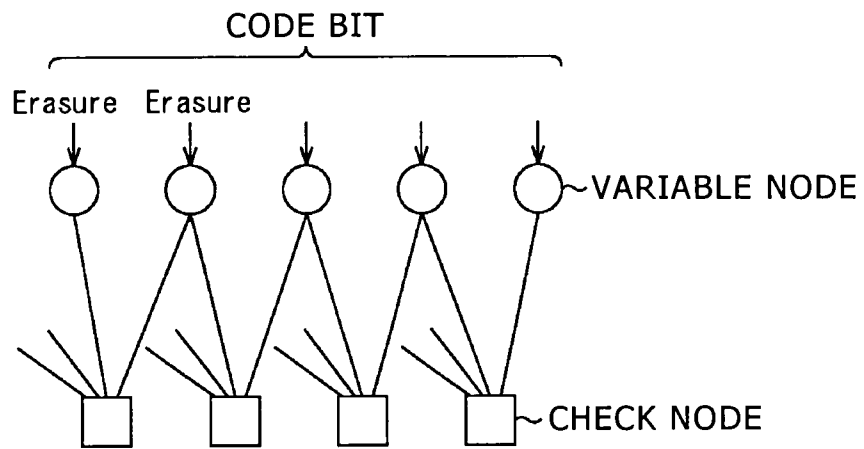 CODE BIT
Erasure Erasure
VARIABLE NODE
CHECK NODE